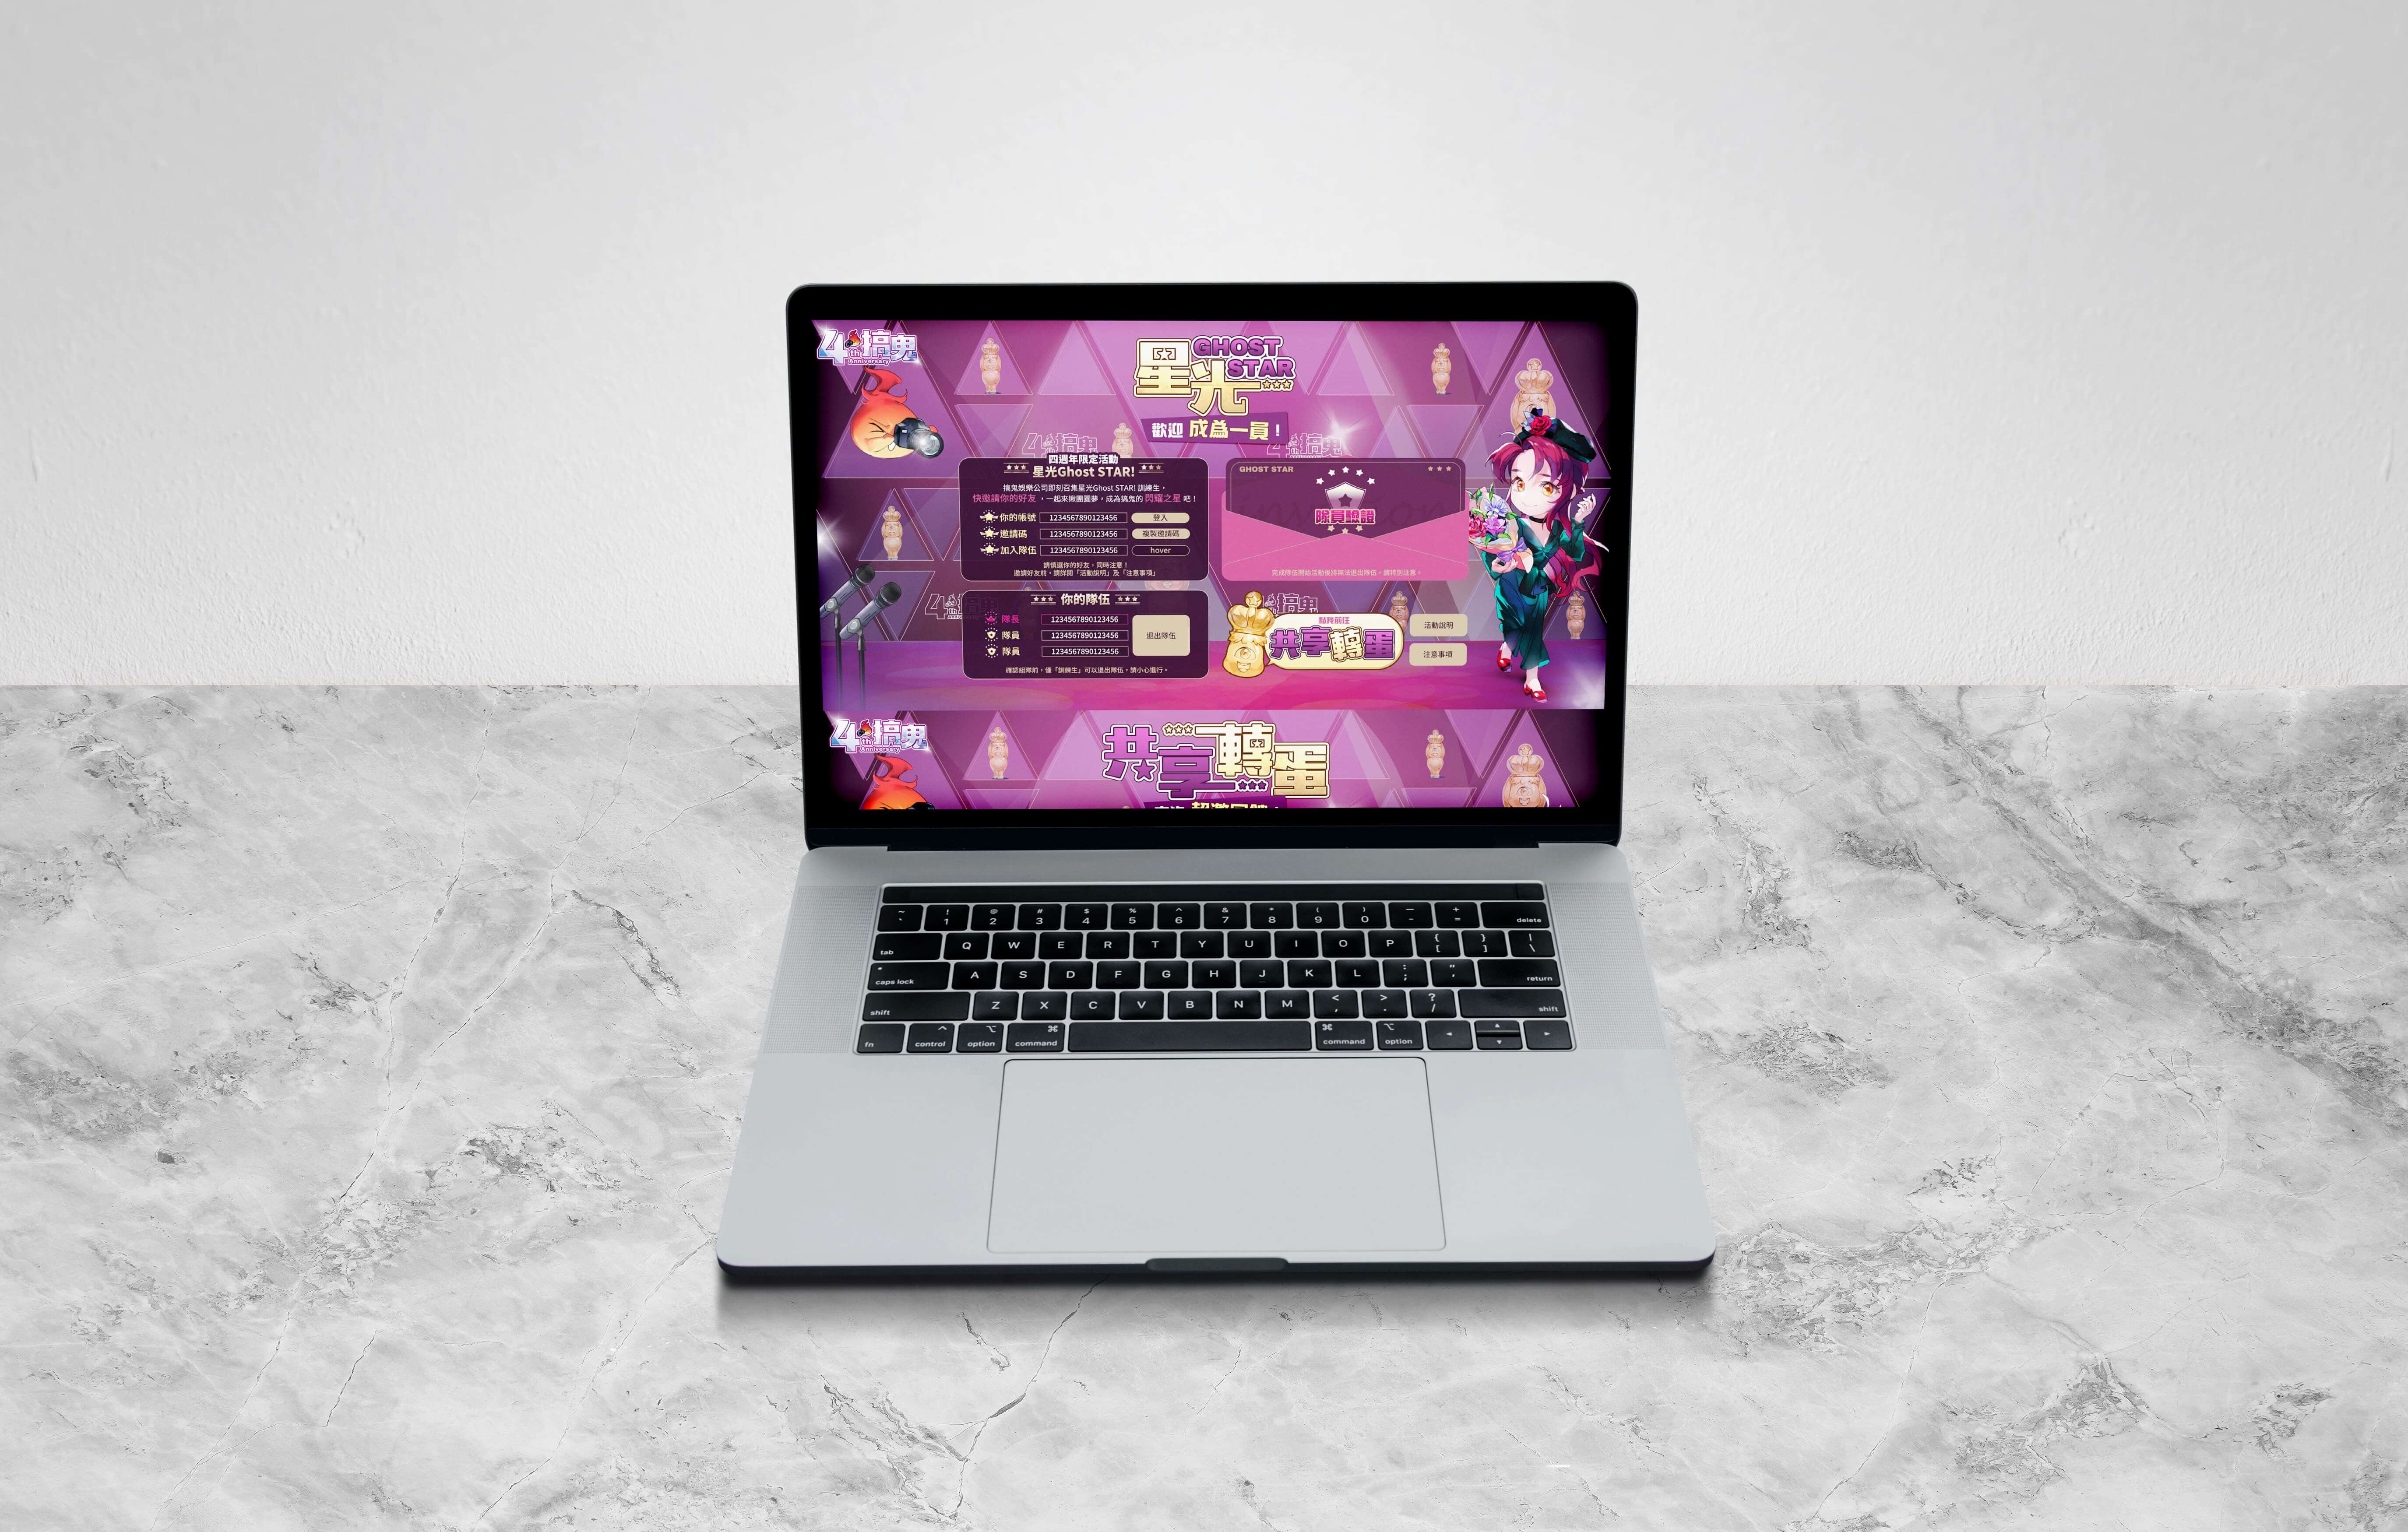 4th搞鬼
Anniversary
星光
GHOST
STAR
歡迎 成為一員！
四週年限定活動
星光Ghost STAR!
搞鬼娛樂公司即刻召集星光Ghost STAR! 訓練生，
快邀請你的好友，一起來揪團圓夢，成為搞鬼的 閃耀之星 吧！
你的帳號 1234567890123456 登入
邀請碼 1234567890123456 複製邀請碼
加入隊伍 1234567890123456 hover
請慎選你的好友，同時注意！
邀請好友前，請詳閱「活動說明」及「注意事項」
GHOST STAR
隊員驗證
完成隊伍開始活動後將無法退出隊伍，請特別注意。
你的隊伍
隊長 1234567890123456
隊員 1234567890123456
隊員 1234567890123456
退出隊伍
確認組隊前，僅「訓練生」可以退出隊伍，請小心進行。
點我前往
共享轉蛋
活動說明
注意事項
4th搞鬼
Anniversary
共享轉蛋
~ ! @ # $ % ^ & * ( ) — +
` 1 2 3 4 5 6 7 8 9 0 - = delete
tab Q W E R T Y U I O P { [ } ] | \
caps lock A S D F G H J K L : ; " ' return
shift Z X C V B N M < , > . ? / shift
fn control option command command option